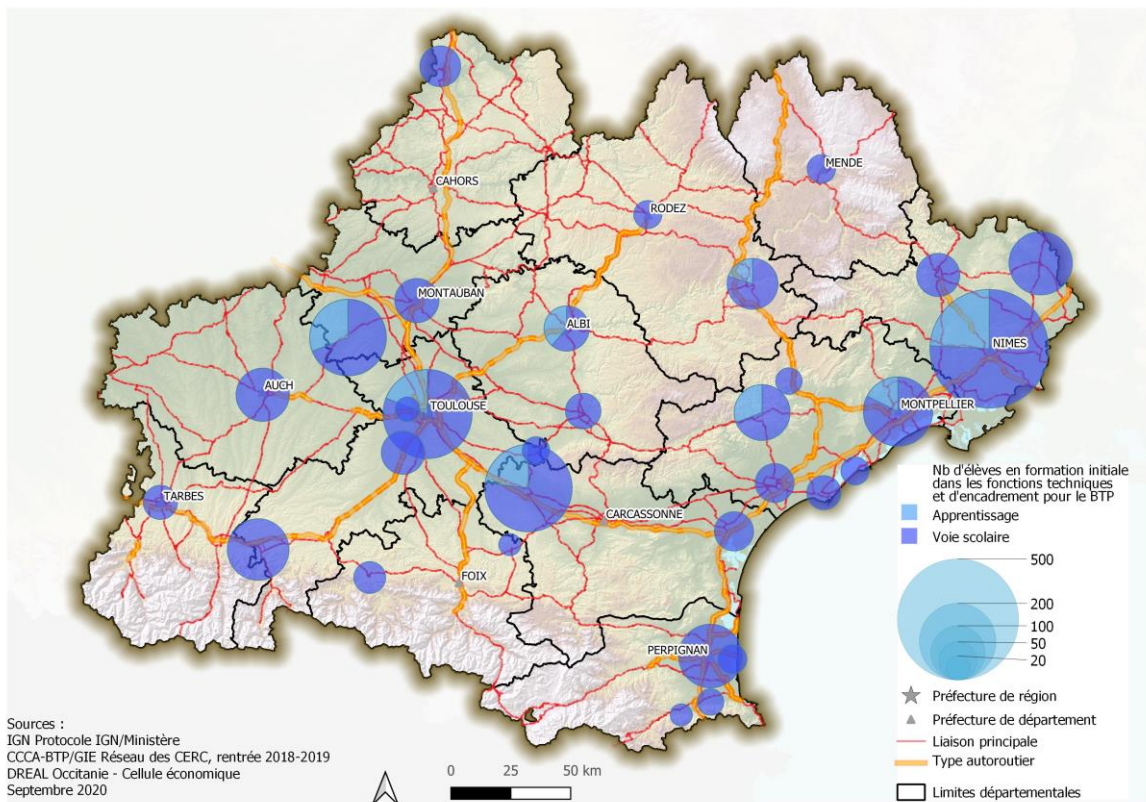 CAHORS
MENDE
RODEZ
MONTAUBAN
ALBI
NIMES
AUCH
TOULOUSE
MONTPELLIER
TARBES
CARCASSONNE
FOIX
PERPIGNAN
Nb d'élèves en formation initiale
dans les fonctions techniques
et d'encadrement pour le BTP
Apprentissage
Voie scolaire
500
200
100
50
20
Préfecture de région
Préfecture de département
Liaison principale
Type autoroutier
Limites départementales
Sources :
IGN Protocole IGN/Ministère
CCCA-BTP/GIE Réseau des CERC, rentrée 2018-2019
DREAL Occitanie - Cellule économique
Septembre 2020
0 25 50 km